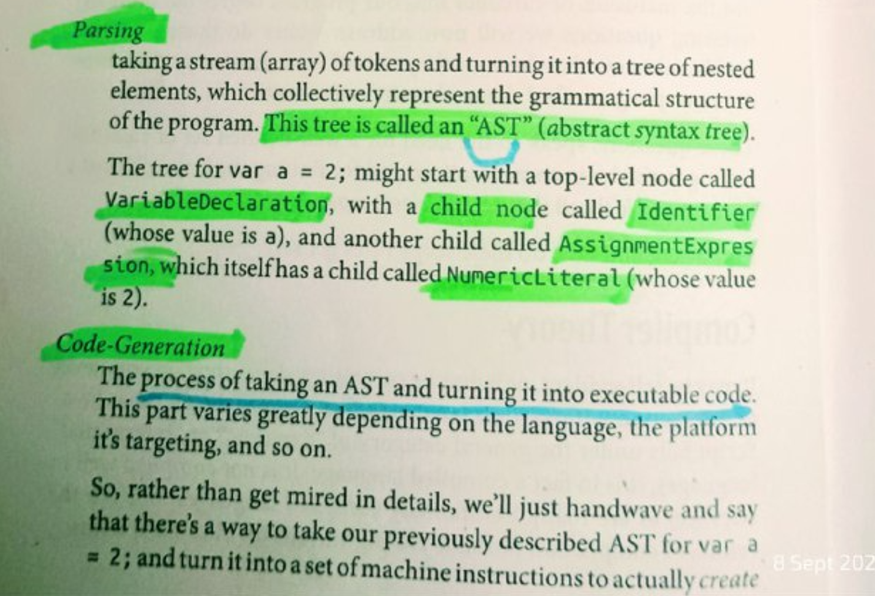 Parsing
taking a stream (array) of tokens and turning it into a tree of nested
elements, which collectively represent the grammatical structure
of the program. This tree is called an “AST” (abstract syntax tree).
The tree for var a = 2; might start with a top-level node called
VariableDeclaration, with a child node called Identifier
(whose value is a), and another child called AssignmentExpres
sion, which itself has a child called NumericLiteral (whose value
is 2).
Code-Generation
The process of taking an AST and turning it into executable code.
This part varies greatly depending on the language, the platform
it’s targeting, and so on.
So, rather than get mired in details, we’ll just handwave and say
that there’s a way to take our previously described AST for var a
= 2; and turn it into a set of machine instructions to actually create
8 Sept 202